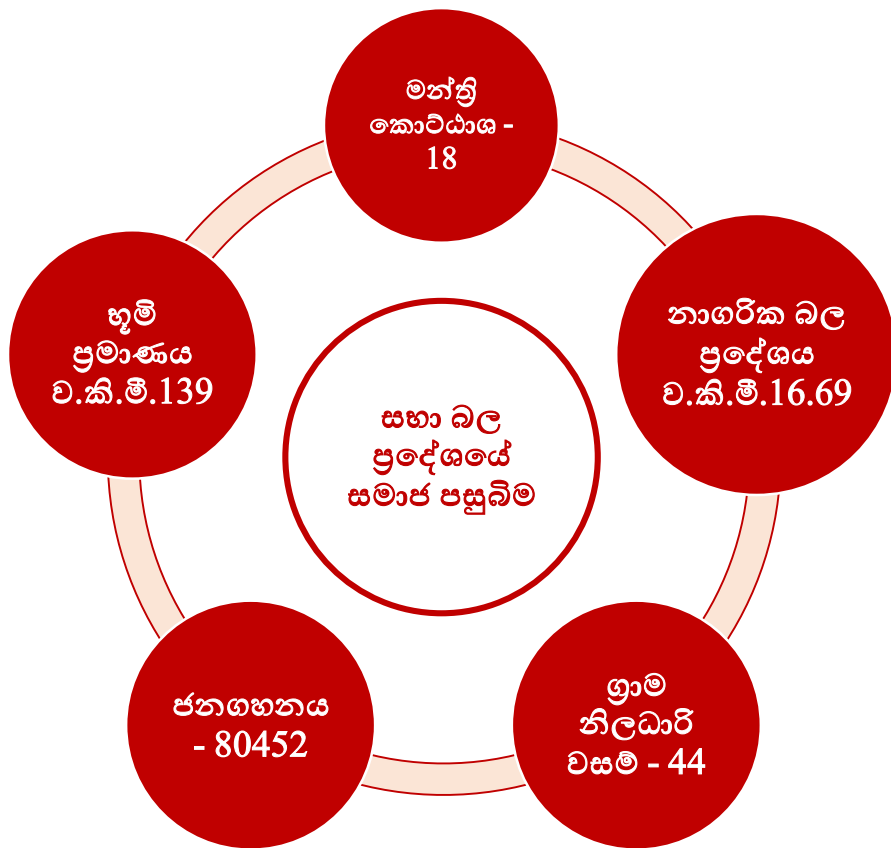 මන්ත්‍රි
කොට්ඨාශ -
18
නාගරික බල
ප්‍රදේශය
ව.කි.මී.16.69
ග්‍රාම
නිලධාරි
වසම් - 44
ජනගහනය
- 80452
භූමි
ප්‍රමාණය
ව.කි.මී.139
සභා බල
ප්‍රදේශයේ
සමාජ පසුබිම